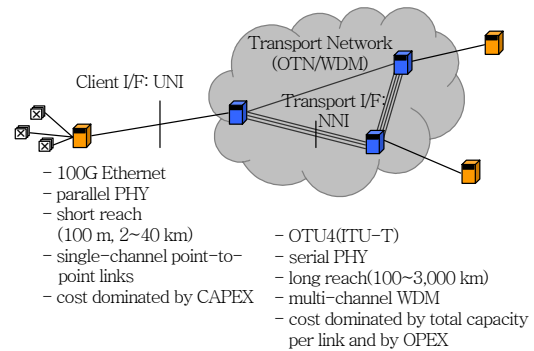 Transport Network
(OTN/WDM)
Client I/F: UNI
Transport I/F:
NNI
- 100G Ethernet
- parallel PHY
- short reach
(100 m, 2~40 km)
- single-channel point-to-
point links
- cost dominated by CAPEX
- OTU4(ITU-T)
- serial PHY
- long reach(100~3,000 km)
- multi-channel WDM
- cost dominated by total capacity
per link and by OPEX